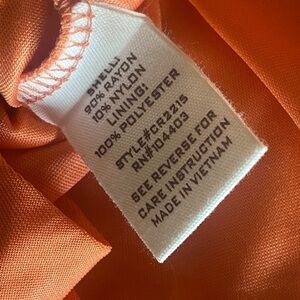 SHELL:
90% RAYON
10% NYLON
LINING:
100% POLYESTER
STYLE#DR2215
RN#104403
SEE REVERSE FOR
CARE INSTRUCTION
MADE IN VIETNAM